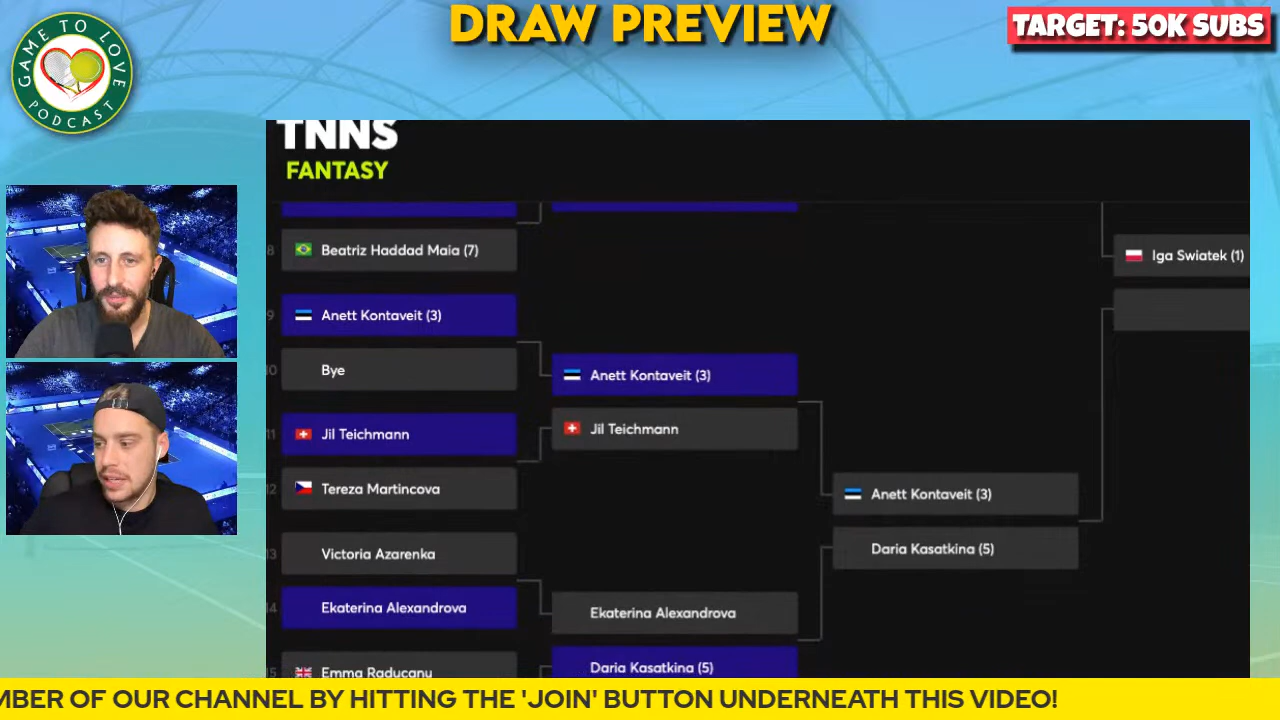 DRAW PREVIEW
TARGET: 50K SUBS
GAME TO LOVE
PODCAST
TNNS
FANTASY
8 Beatriz Haddad Maia (7)
Iga Swiatek (1)
9 Anett Kontaveit (3)
10 Bye
Anett Kontaveit (3)
Jil Teichmann
11 Jil Teichmann
12 Tereza Martincova
Anett Kontaveit (3)
Daria Kasatkina (5)
13 Victoria Azarenka
14 Ekaterina Alexandrova
Ekaterina Alexandrova
15 Emma Raducanu
Daria Kasatkina (5)
MBER OF OUR CHANNEL BY HITTING THE 'JOIN' BUTTON UNDERNEATH THIS VIDEO!